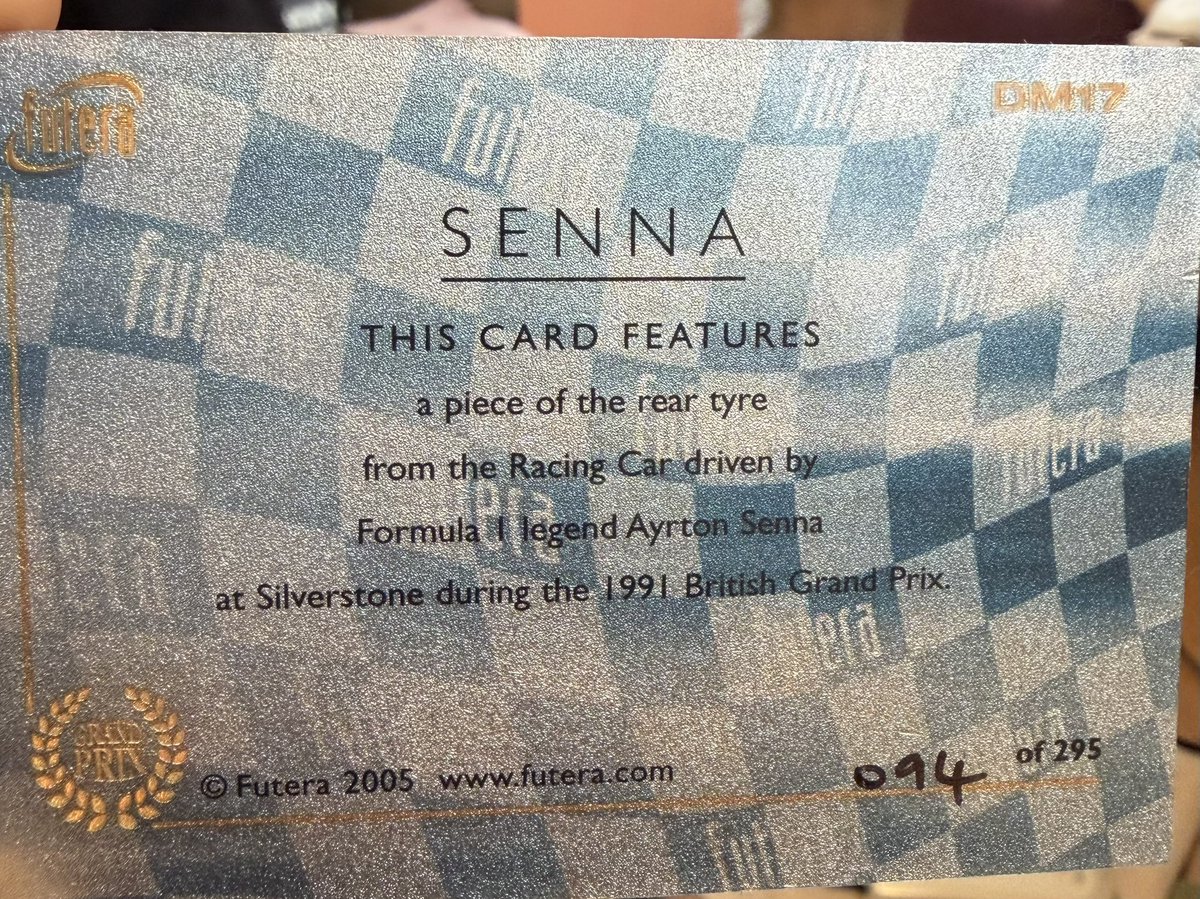 futera
DM17
SENNA
THIS CARD FEATURES
a piece of the rear tyre
from the Racing Car driven by
Formula 1 legend Ayrton Senna
at Silverstone during the 1991 British Grand Prix.
GRAND
PRIX
© Futera 2005 www.futera.com
094 of 295